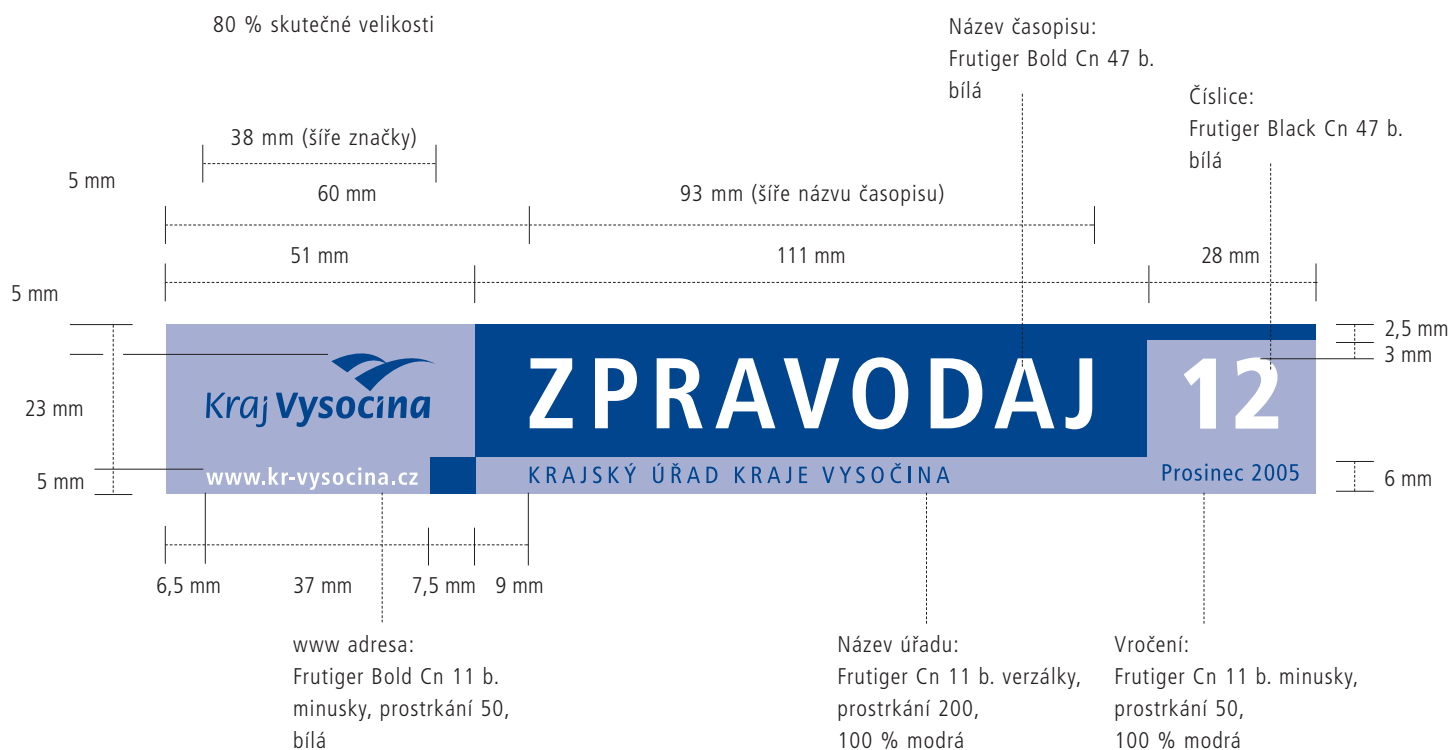 80 % skutečné velikosti
Název časopisu:
Frutiger Bold Cn 47 b.
bílá
Číslice:
Frutiger Black Cn 47 b.
bílá
38 mm (šíře značky)
5 mm
60 mm
93 mm (šíře názvu časopisu)
51 mm
111 mm
28 mm
5 mm
2,5 mm
3 mm
23 mm
5 mm
6 mm
Kraj Vysočina
www.kr-vysocina.cz
ZPRAVODAJ
KRAJSKÝ ÚŘAD KRAJE VYSOČINA
12
Prosinec 2005
6,5 mm
37 mm
7,5 mm
9 mm
www adresa:
Frutiger Bold Cn 11 b.
minusky, prostrkání 50,
bílá
Název úřadu:
Frutiger Cn 11 b. verzálky,
prostrkání 200,
100 % modrá
Vročení:
Frutiger Cn 11 b. minusky,
prostrkání 50,
100 % modrá